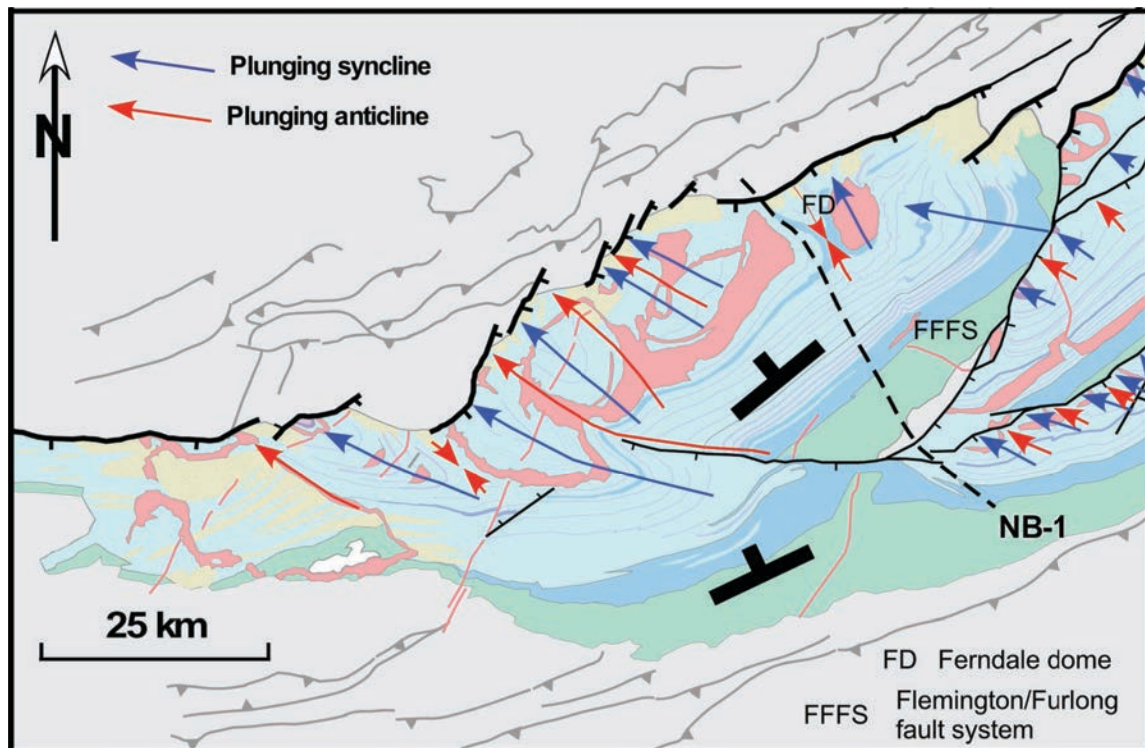 Plunging syncline
Plunging anticline
N
FD
FFFS
NB-1
25 km
FD Ferndale dome
FFFS Flemington/Furlong
fault system